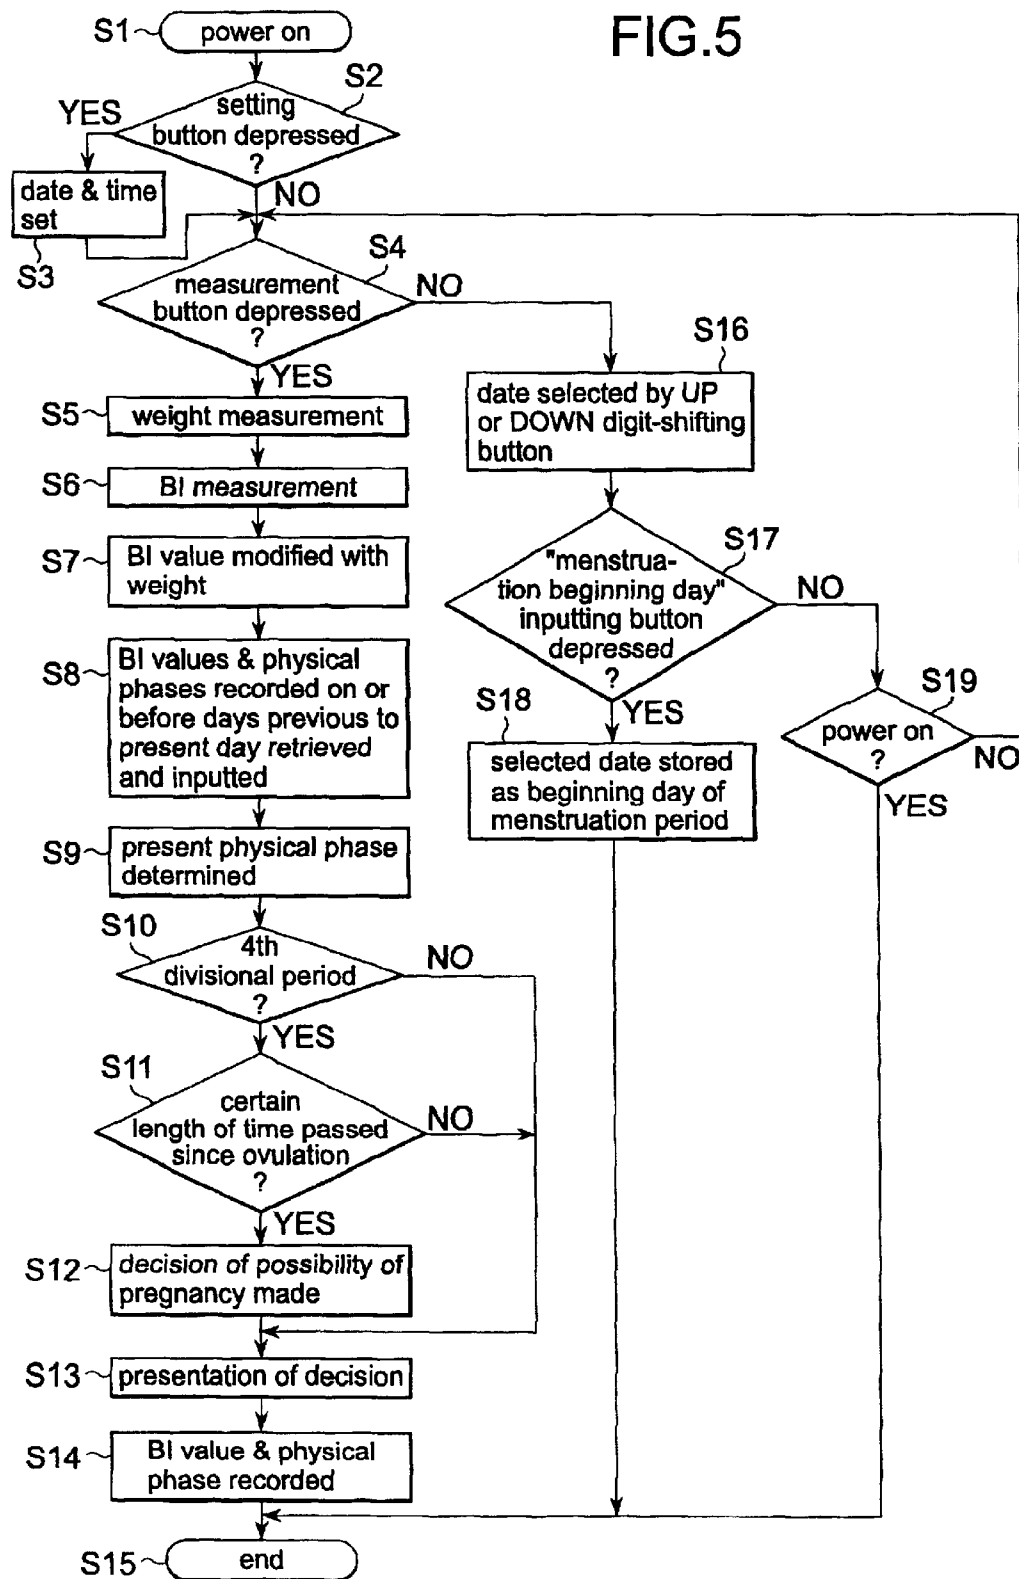 FIG.5
S1
power on
S2
YES
setting
button depressed
?
NO
date & time
set
S3
S4
measurement
button depressed
?
NO
YES
S5
weight measurement
S6
BI measurement
S7
BI value modified with
weight
S8
BI values & physical
phases recorded on or
before days previous to
present day retrieved
and inputted
S9
present physical phase
determined
S10
4th
divisional period
?
NO
YES
S11
certain
length of time passed
since ovulation
?
NO
YES
S12
decision of possibility of
pregnancy made
S13
presentation of decision
S14
BI value & physical
phase recorded
S15
end
S16
date selected by UP
or DOWN digit-shifting
button
S17
"menstrua-
tion beginning day"
inputting button
depressed
?
NO
YES
S18
selected date stored
as beginning day of
menstruation period
S19
power on
?
NO
YES